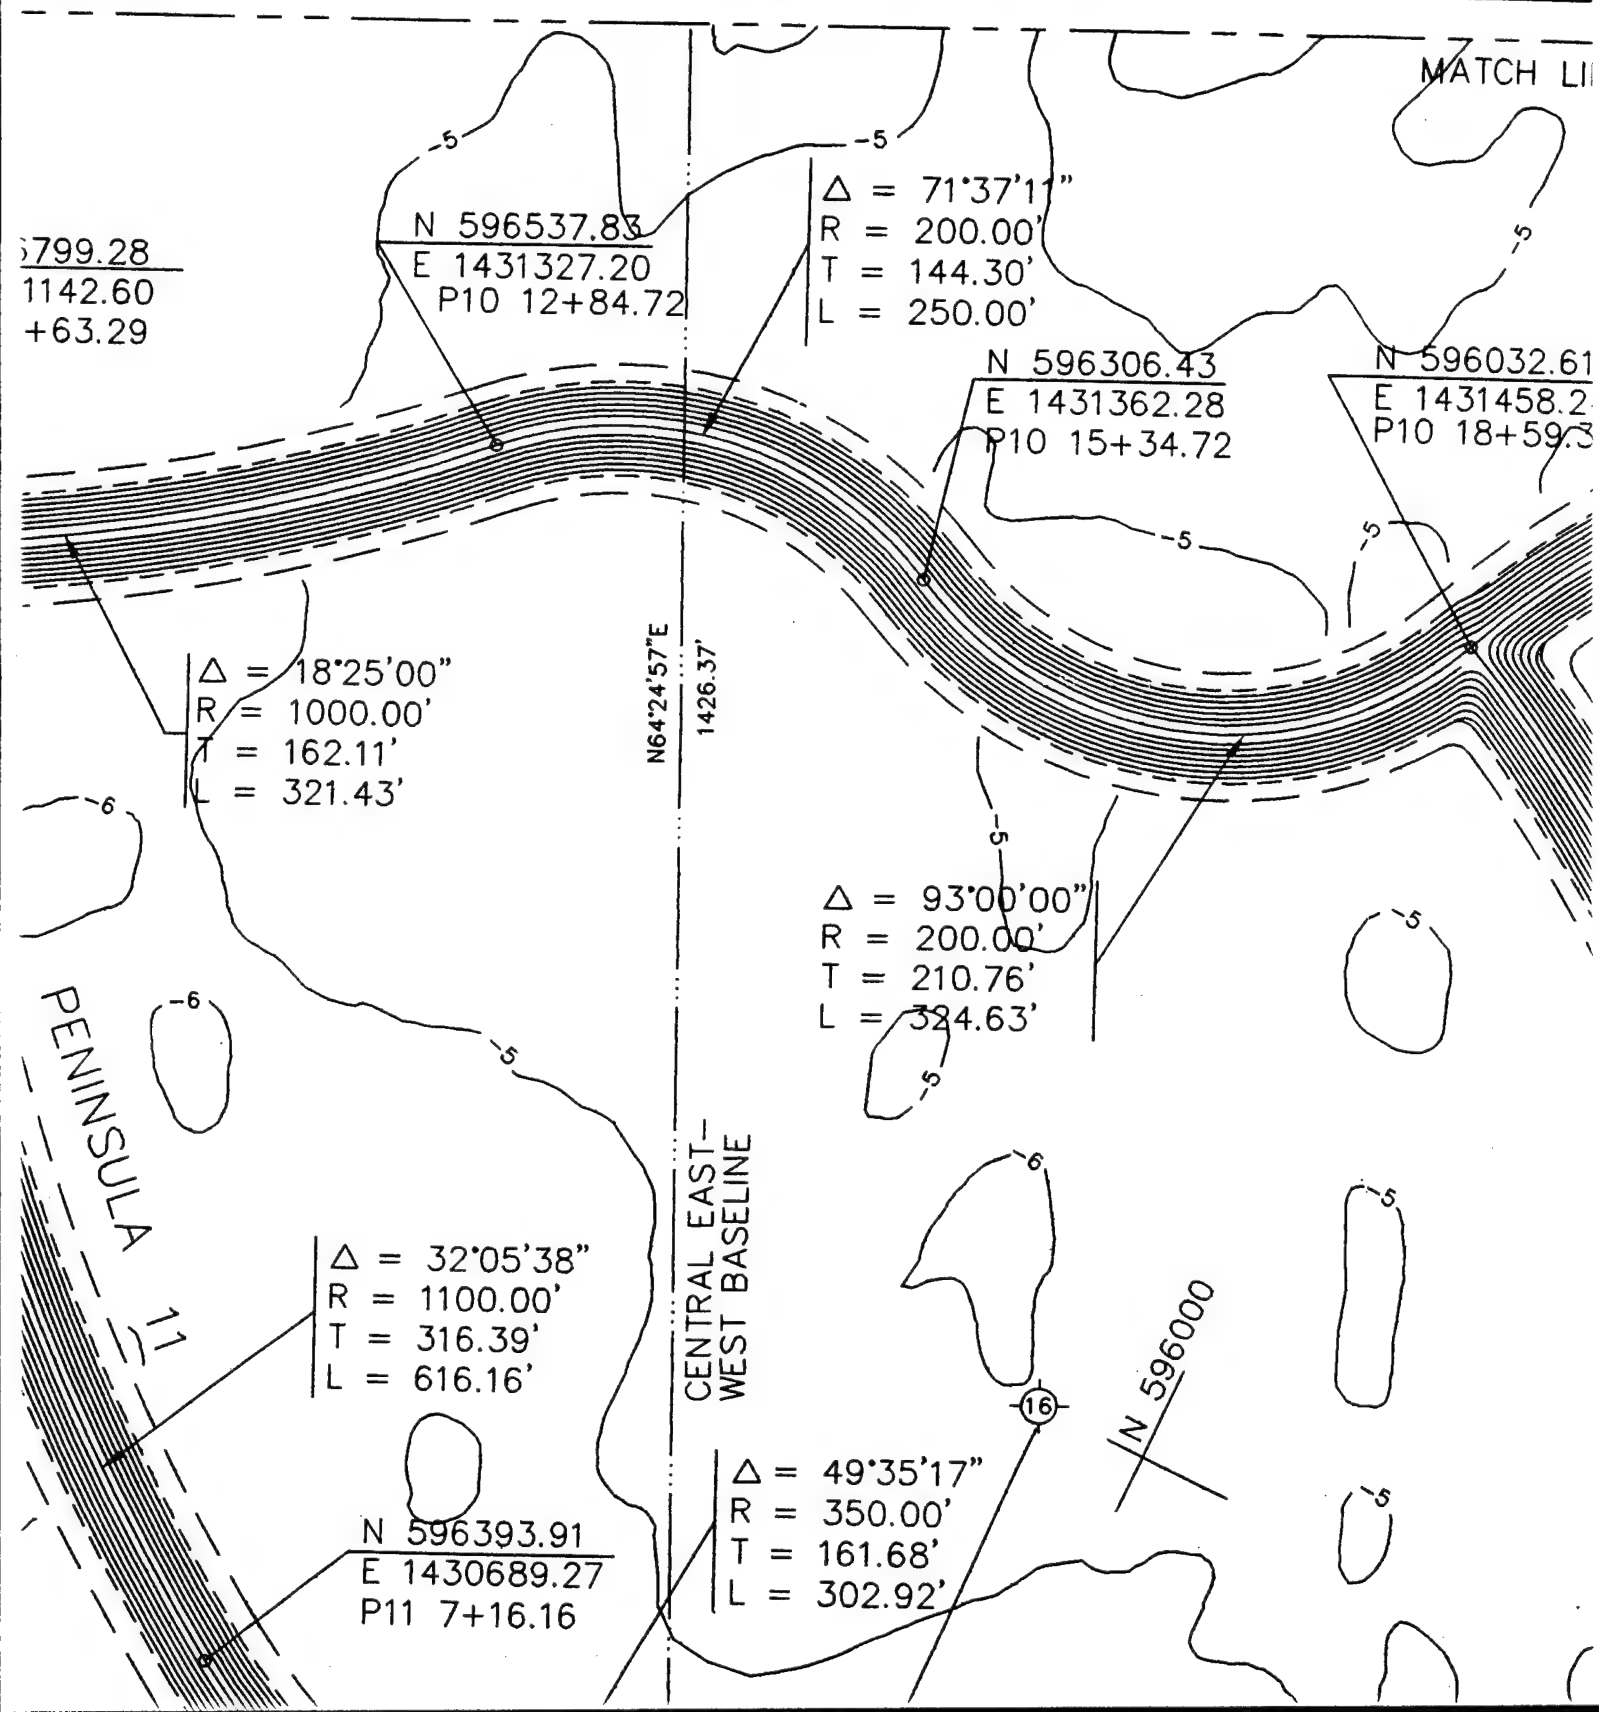 MATCH
-5
-5
Δ = 71°37'11"
R = 200.00'
T = 144.30'
L = 250.00'
N 596537.83
E 1431327.20
P10 12+84.72
799.28
1142.60
+63.29
-5
N 596306.43
E 1431362.28
P10 15+34.72
N 596032.61
E 1431458.2
P10 18+59.3
-5
-5
Δ = 18°25'00"
R = 1000.00'
T = 162.11'
L = 321.43'
N64°24'57"E
1426.37'
-6
-5
Δ = 93°00'00"
R = 200.00'
T = 210.76'
L = 324.63'
-5
-6
-5
-5
PENINSULA 11
-6
-5
CENTRAL EAST-
WEST BASELINE
Δ = 32°05'38"
R = 1100.00'
T = 316.39'
L = 616.16'
N 596000
16
Δ = 49°35'17"
R = 350.00'
T = 161.68'
L = 302.92'
-5
N 596393.91
E 1430689.27
P11 7+16.16